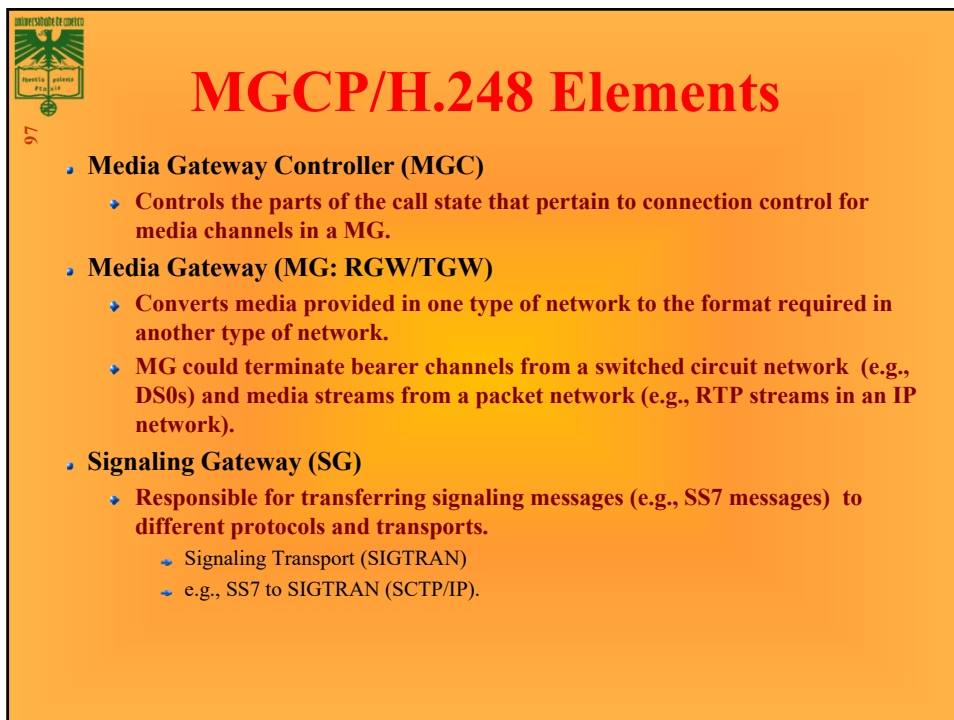 MGCP/H.248 Elements
97
Media Gateway Controller (MGC)
Controls the parts of the call state that pertain to connection control for
media channels in a MG.
Media Gateway (MG: RGW/TGW)
Converts media provided in one type of network to the format required in
another type of network.
MG could terminate bearer channels from a switched circuit network (e.g.,
DS0s) and media streams from a packet network (e.g., RTP streams in an IP
network).
Signaling Gateway (SG)
Responsible for transferring signaling messages (e.g., SS7 messages) to
different protocols and transports.
Signaling Transport (SIGTRAN)
e.g., SS7 to SIGTRAN (SCTP/IP).